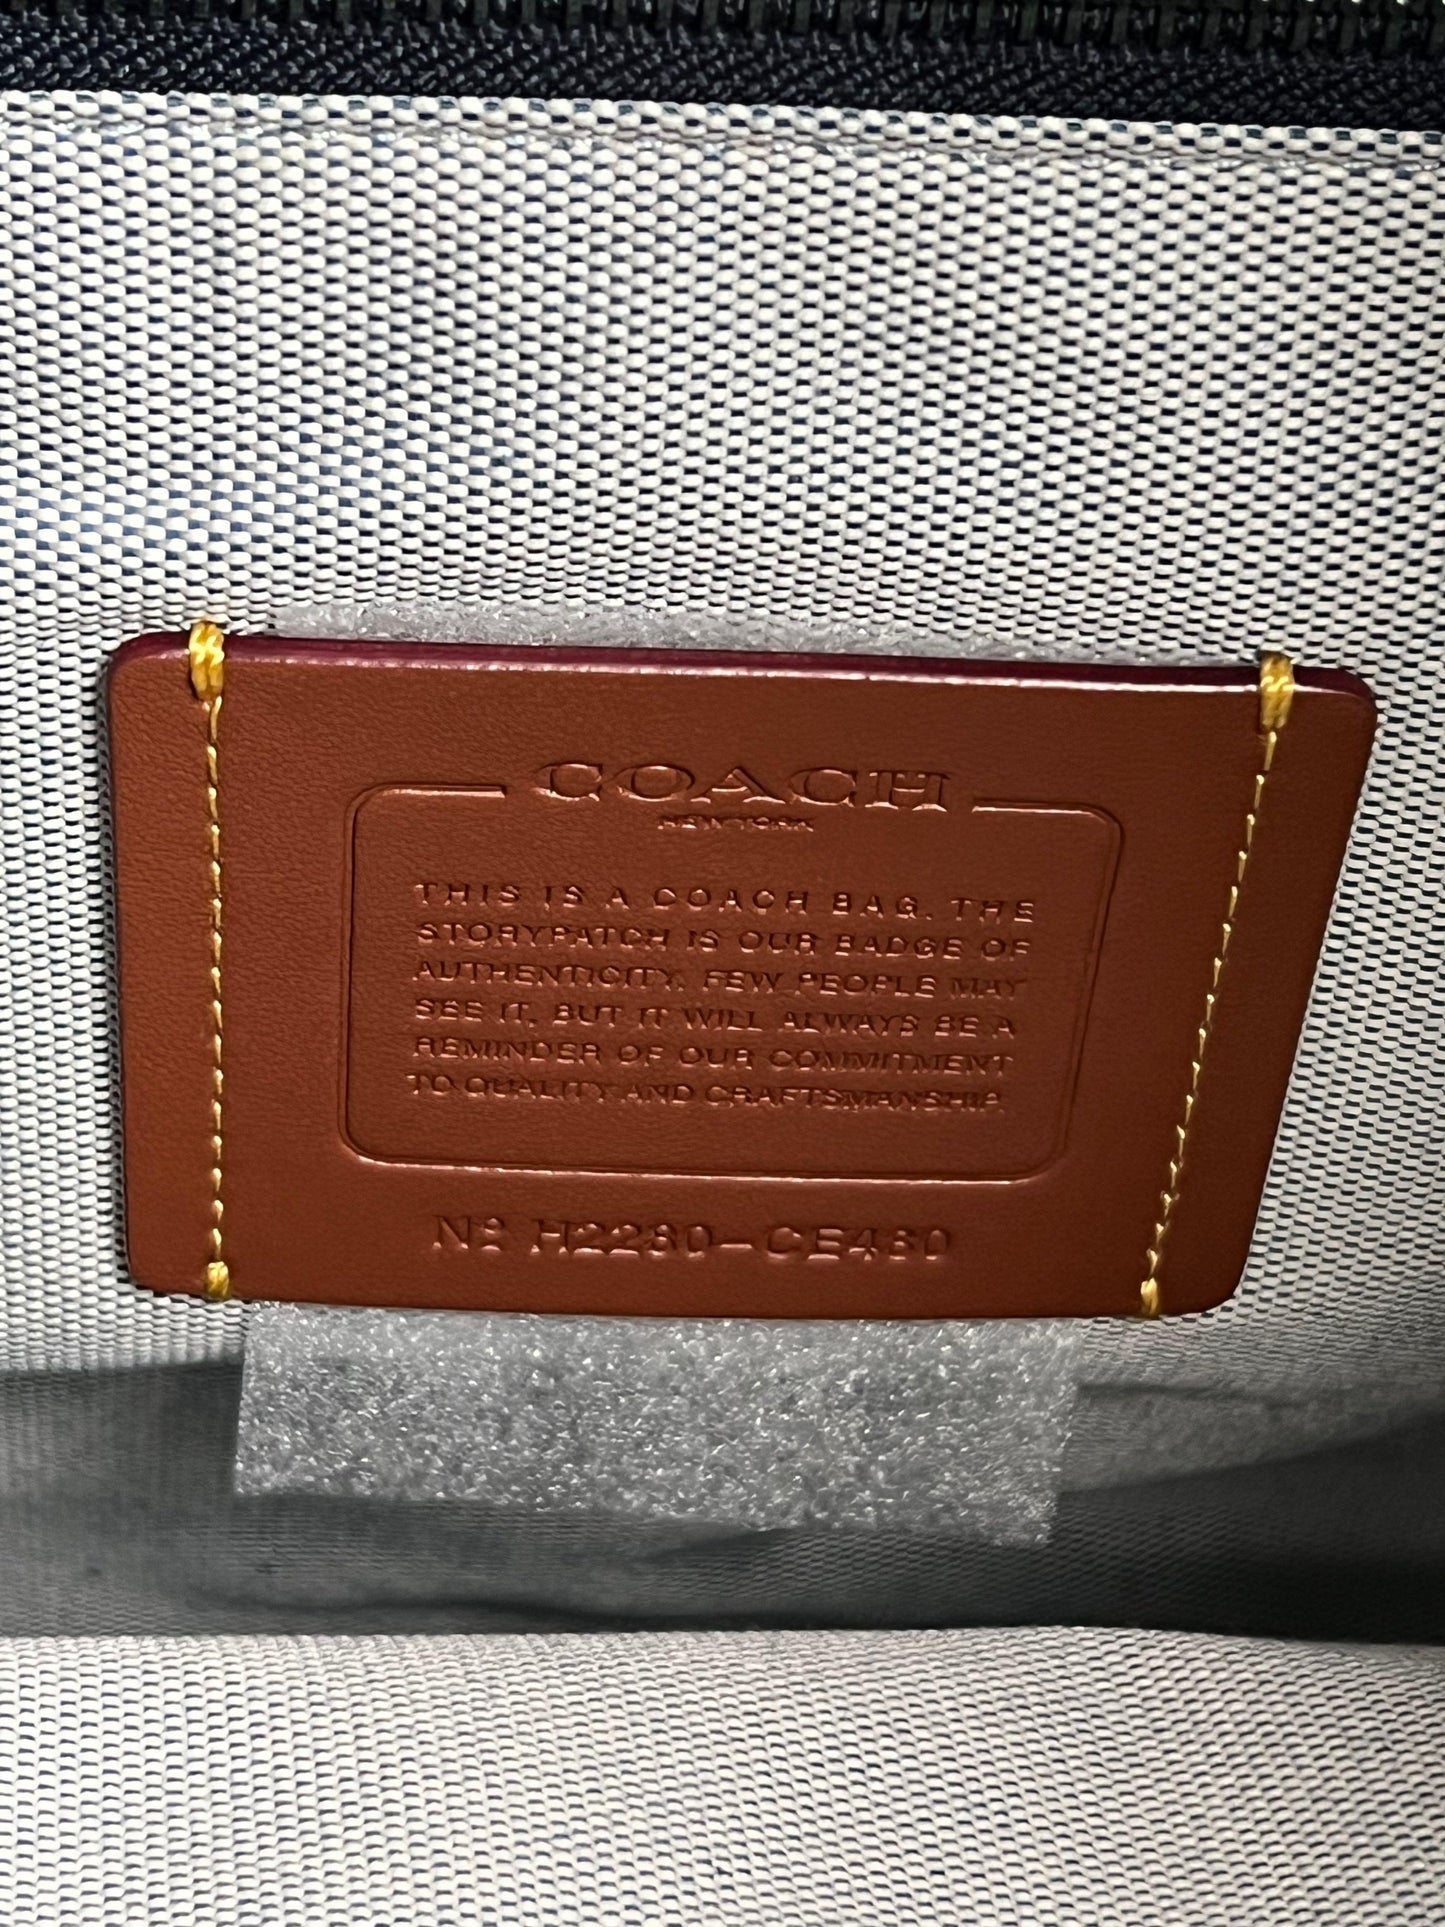 COACH
NEW YORK
THIS IS A COACH BAG. THE
STORYPATCH IS OUR BADGE OF
AUTHENTICITY. FEW PEOPLE MAY
SEE IT, BUT IT WILL ALWAYS BE A
REMINDER OF OUR COMMITMENT
TO QUALITY AND CRAFTSMANSHIP.
Nº H2280-CE480